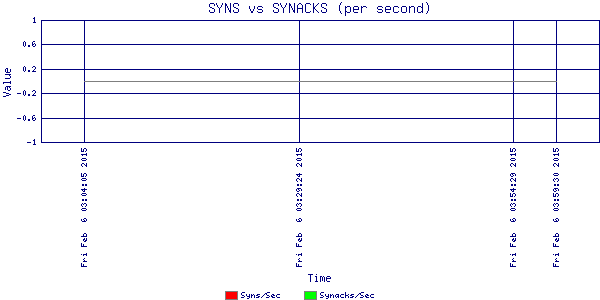 SYNS vs SYNACKS (per second)
1
0.6
0.2
-0.2
-0.6
-1
Value
Fri Feb 6 03:04:05 2015
Fri Feb 6 03:29:24 2015
Fri Feb 6 03:54:29 2015
Fri Feb 6 03:59:30 2015
Time
Syns/Sec
Synacks/Sec